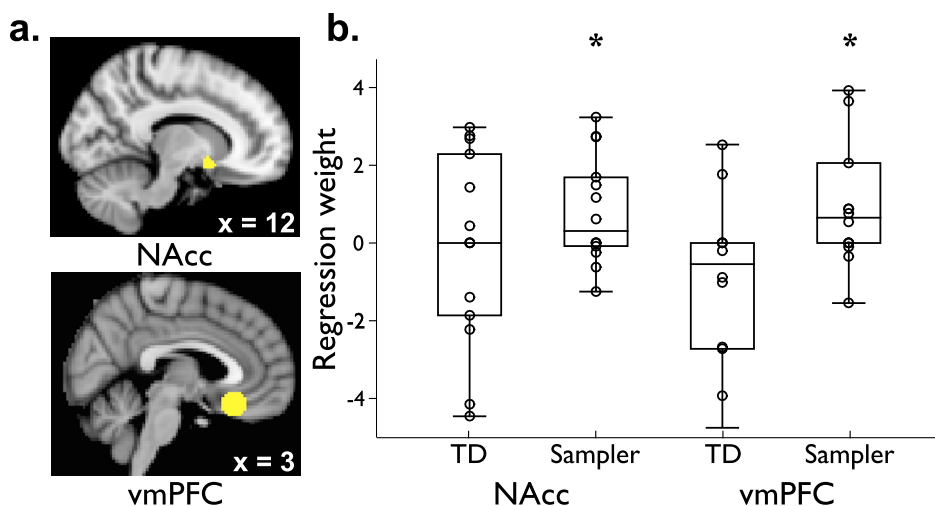 a.
x = 12
NAcc
x = 3
vmPFC
b.
*
*
Regression weight
4
2
0
-2
-4
TD
Sampler
TD
Sampler
NAcc
vmPFC